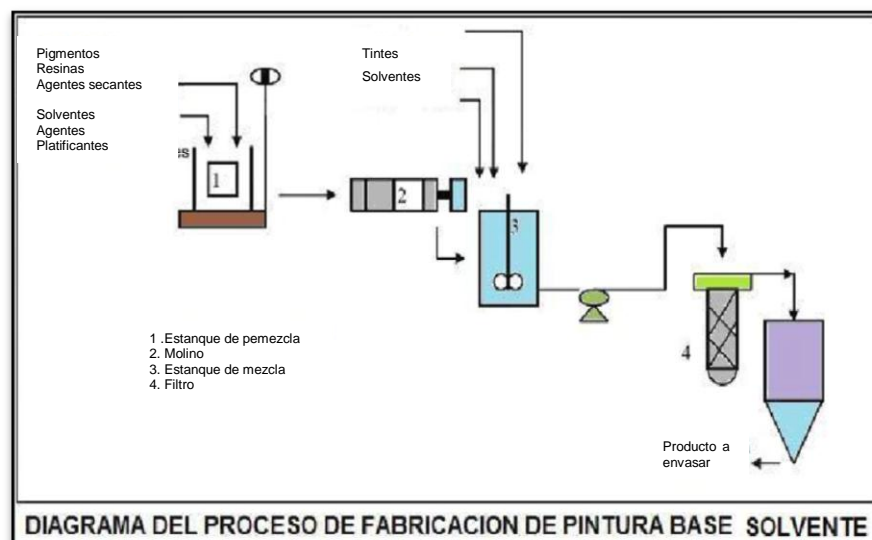 Pigmentos
Resinas
Agentes secantes
Solventes
Agentes
Platificantes
es
1
Tintes
Solventes
2
3
4
1 .Estanque de pemezcla
2. Molino
3. Estanque de mezcla
4. Filtro
Producto a
envasar
DIAGRAMA DEL PROCESO DE FABRICACION DE PINTURA BASE SOLVENTE